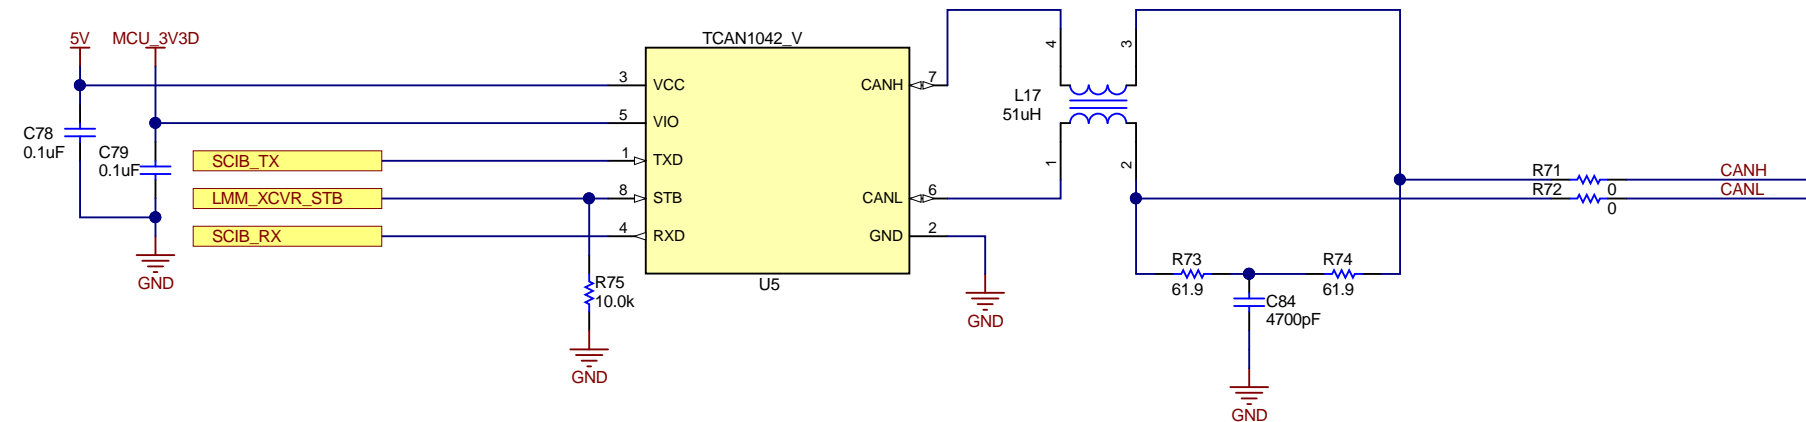 5V
MCU_3V3D
C78
0.1uF
C79
0.1uF
GND
SCIB_TX
LMM_XCVR_STB
SCIB_RX
R75
10.0k
GND
TCAN1042_V
3
VCC
5
VIO
1
TXD
8
STB
4
RXD
CANH
7
CANL
6
GND
2
U5
GND
4
3
L17
51uH
1
2
R71
0
CANH
R72
0
CANL
R73
61.9
R74
61.9
C84
4700pF
GND